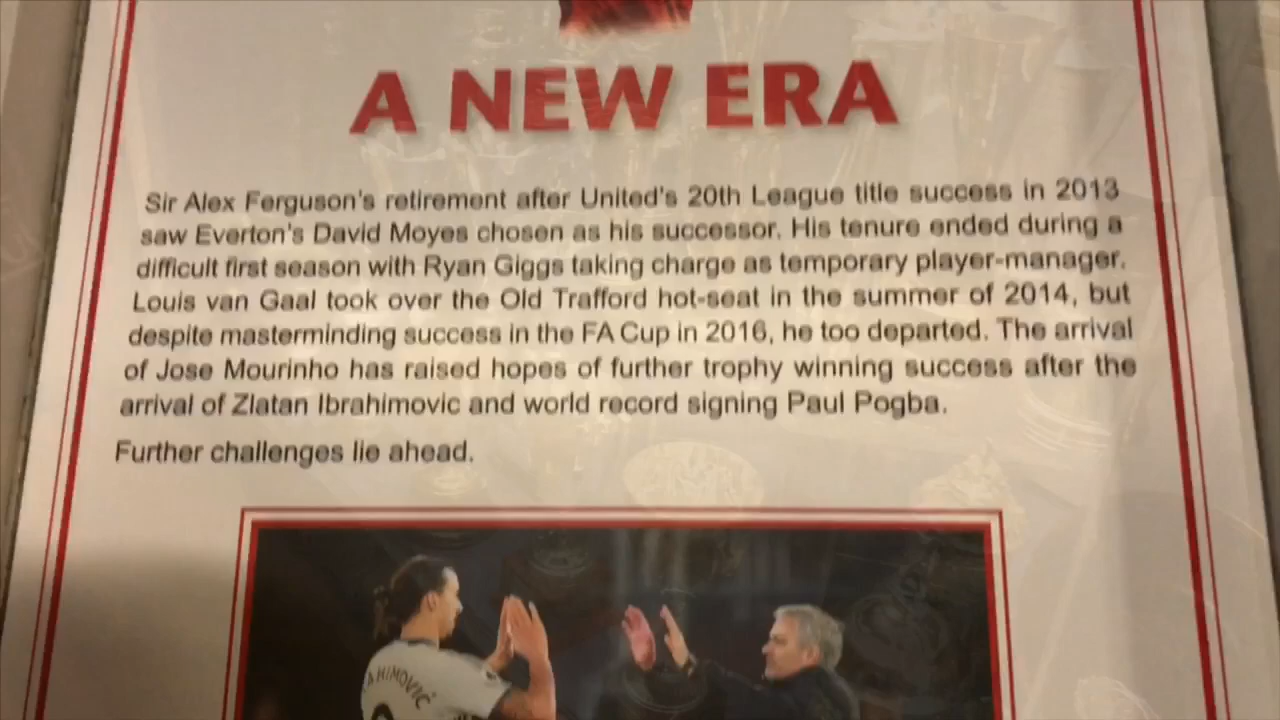 A NEW ERA
Sir Alex Ferguson's retirement after United's 20th League title success in 2013
saw Everton's David Moyes chosen as his successor. His tenure ended during a
difficult first season with Ryan Giggs taking charge as temporary player-manager.
Louis van Gaal took over the Old Trafford hot-seat in the summer of 2014, but
despite masterminding success in the FA Cup in 2016, he too departed. The arrival
of Jose Mourinho has raised hopes of further trophy winning success after the
arrival of Zlatan Ibrahimovic and world record signing Paul Pogba.
Further challenges lie ahead.
AHIMOVIĆ